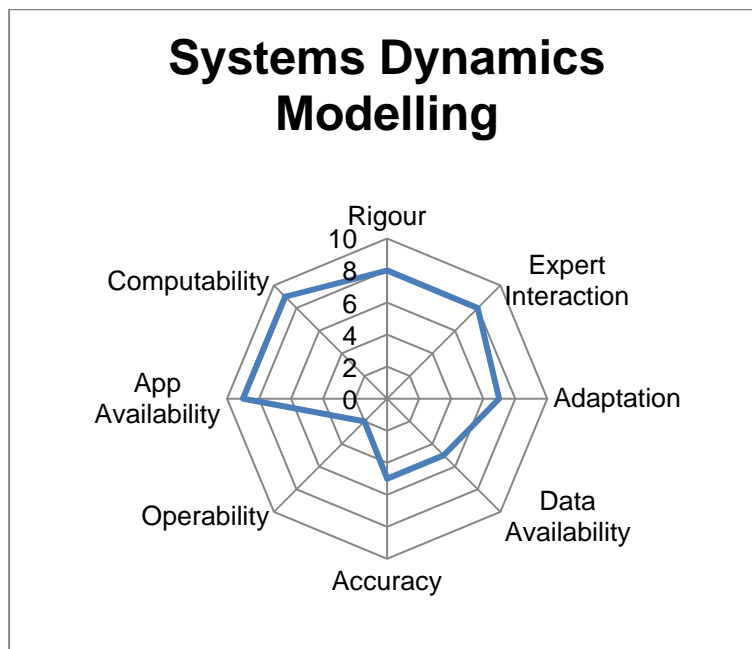 Systems Dynamics
Modelling
Rigour
10
8
6
4
2
0
Expert
Interaction
Adaptation
Data
Availability
Accuracy
Operability
App
Availability
Computability